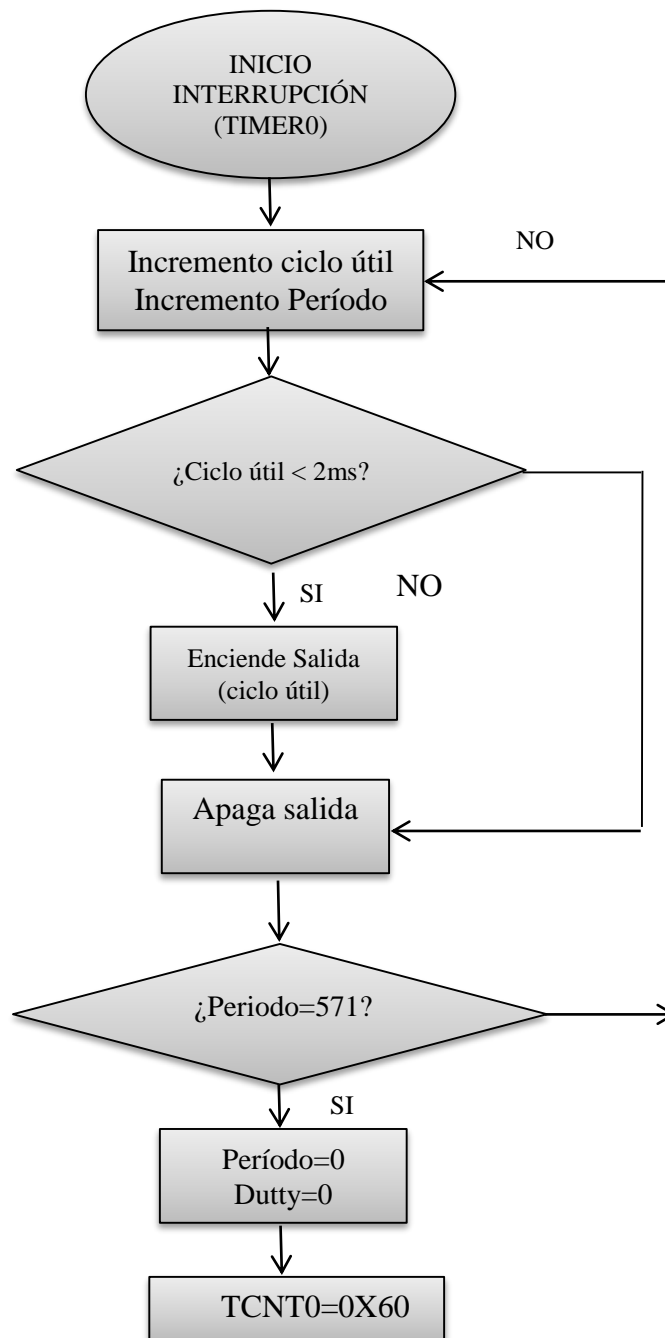 INICIO
INTERRUPCIÓN
(TIMER0)
NO
Incremento ciclo útil
Incremento Período
¿Ciclo útil < 2ms?
SI
NO
Enciende Salida
(ciclo útil)
Apaga salida
¿Periodo=571?
SI
Período=0
Dutty=0
TCNT0=0X60